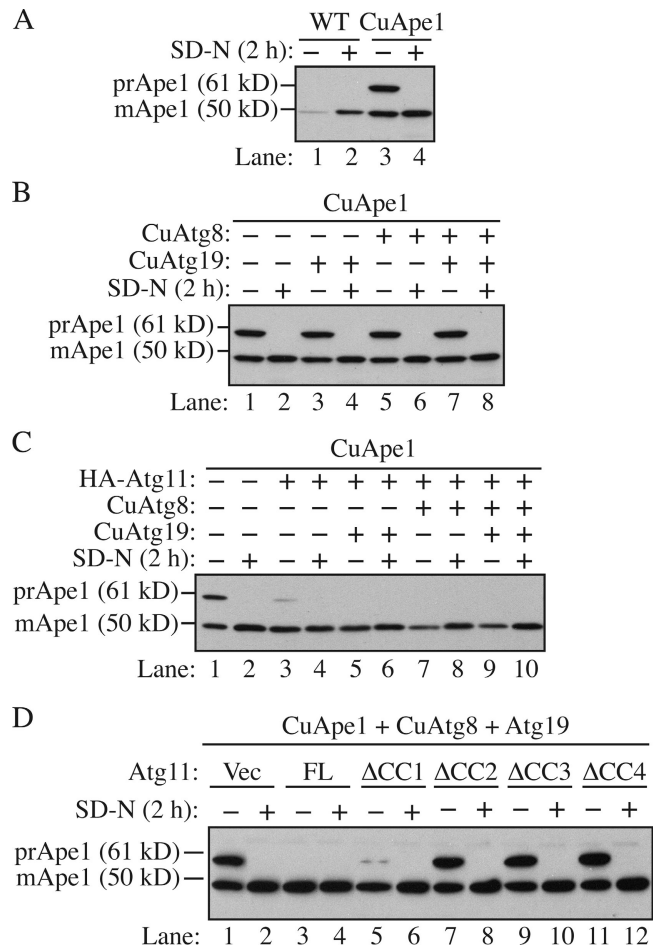 A
WT CuApe1
SD-N (2 h) − + − +
prApe1 (61 kD)
mApe1 (50 kD)
Lane: 1 2 3 4
B
CuApe1
CuAtg8: − − − − + + + +
CuAtg19: − − + + − − + +
SD-N (2 h): − + − + − + − +
prApe1 (61 kD)
mApe1 (50 kD)
Lane: 1 2 3 4 5 6 7 8
C
CuApe1
HA-Atg11: − − + + + + + + + +
CuAtg8: − − − − − − + + + +
CuAtg19: − − − − + + − − + +
SD-N (2 h): − + − + − + − + − +
prApe1 (61 kD)
mApe1 (50 kD)
Lane: 1 2 3 4 5 6 7 8 9 10
D
CuApe1 + CuAtg8 + Atg19
Atg11: Vec FL ΔCC1 ΔCC2 ΔCC3 ΔCC4
SD-N (2 h): − + − + − + − + − + − +
prApe1 (61 kD)
mApe1 (50 kD)
Lane: 1 2 3 4 5 6 7 8 9 10 11 12